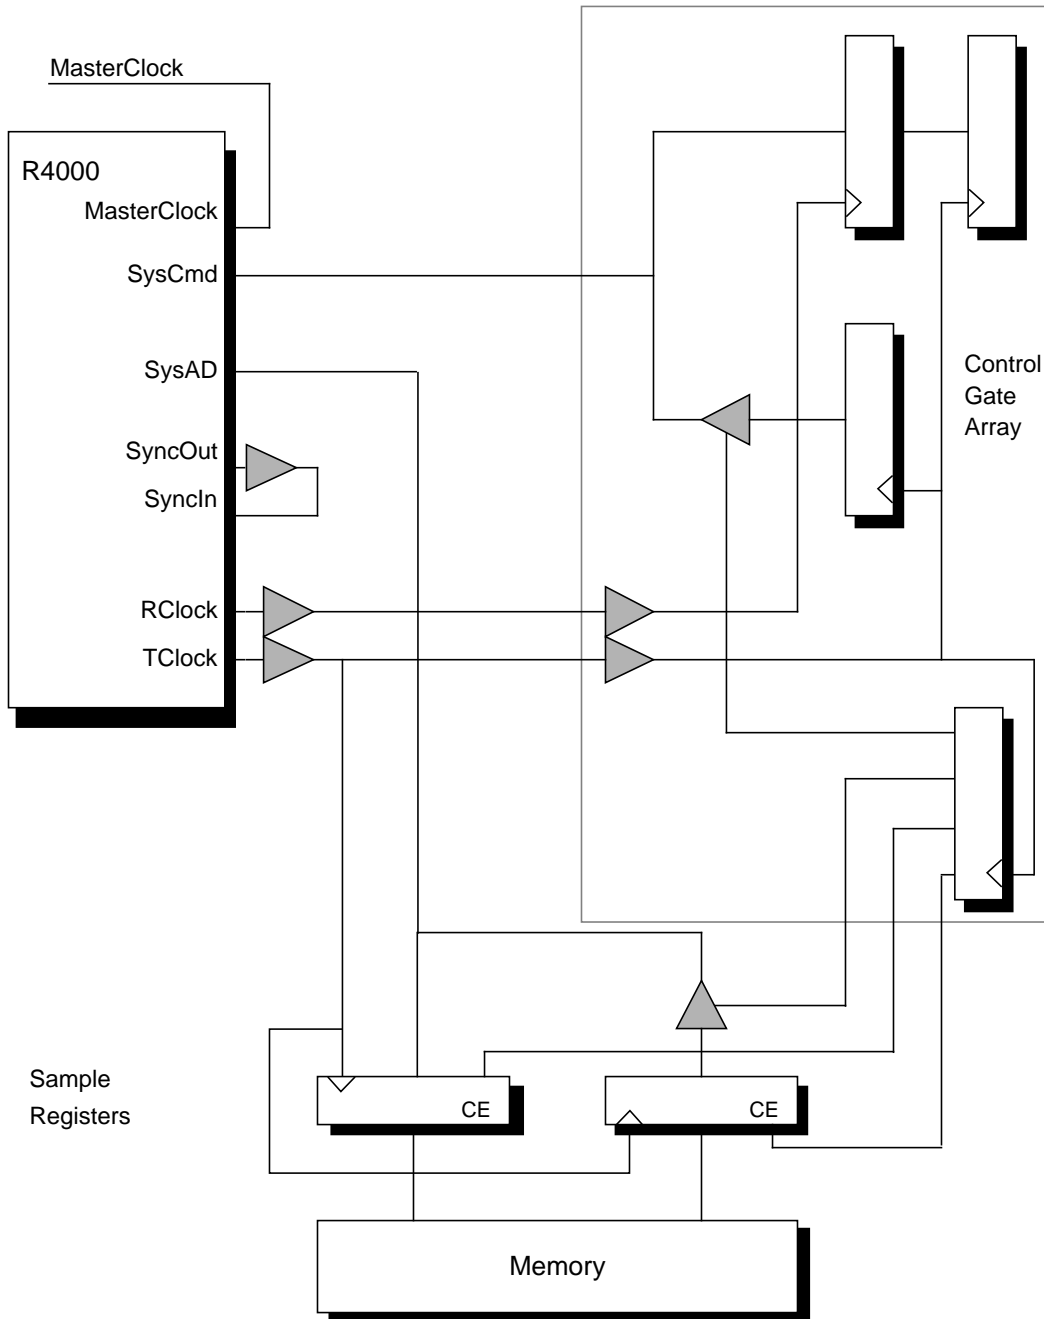 MasterClock
R4000
MasterClock
SysCmd
SysAD
SyncOut
SyncIn
RClock
TClock
Control
Gate
Array
Sample
Registers
CE
CE
Memory